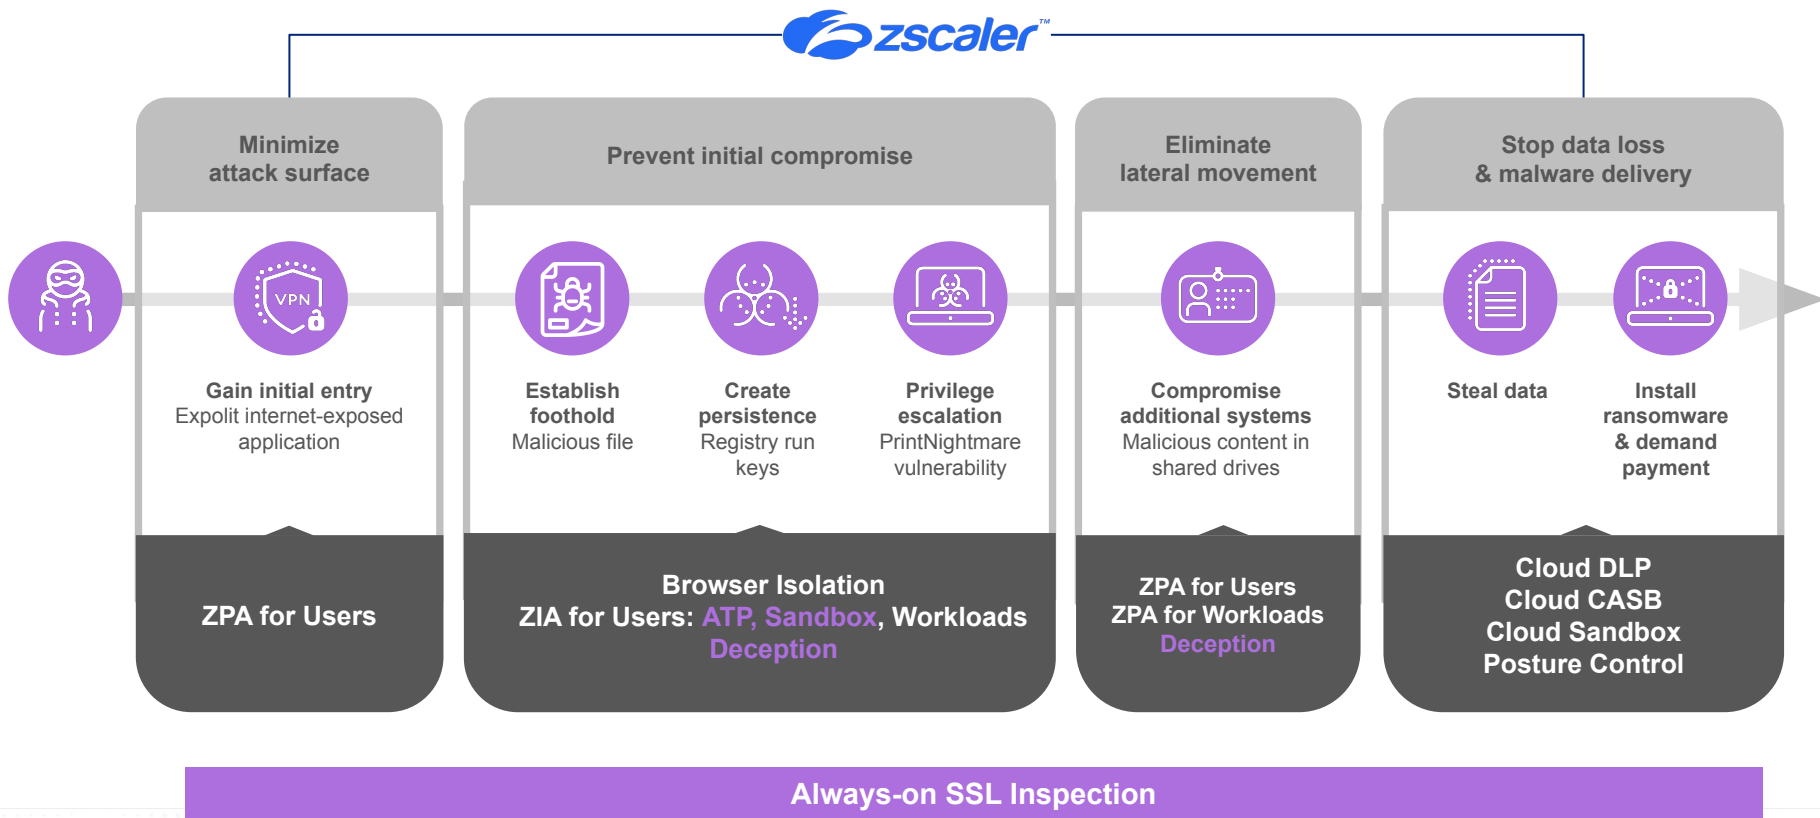 zscaler™
Minimize
attack surface
Prevent initial compromise
Eliminate
lateral movement
Stop data loss
& malware delivery
VPN
Gain initial entry
Expolit internet-exposed
application
Establish
foothold
Malicious file
Create
persistence
Registry run
keys
Privilege
escalation
PrintNightmare
vulnerability
Compromise
additional systems
Malicious content in
shared drives
Steal data
Install
ransomware
& demand
payment
ZPA for Users
Browser Isolation
ZIA for Users: ATP, Sandbox, Workloads
Deception
ZPA for Users
ZPA for Workloads
Deception
Cloud DLP
Cloud CASB
Cloud Sandbox
Posture Control
Always-on SSL Inspection